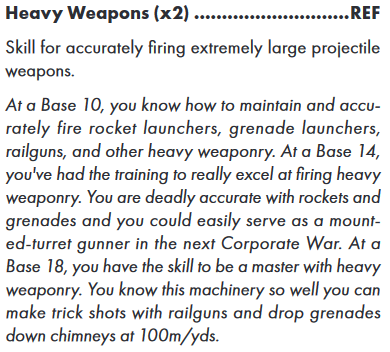 Heavy Weapons (x2) ............................REF
Skill for accurately firing extremely large projectile
weapons.
At a Base 10, you know how to maintain and accu-
rately fire rocket launchers, grenade launchers,
railguns, and other heavy weaponry. At a Base 14,
you've had the training to really excel at firing heavy
weaponry. You are deadly accurate with rockets and
grenades and you could easily serve as a mount-
ed-turret gunner in the next Corporate War. At a
Base 18, you have the skill to be a master with heavy
weaponry. You know this machinery so well you can
make trick shots with railguns and drop grenades
down chimneys at 100m/yds.